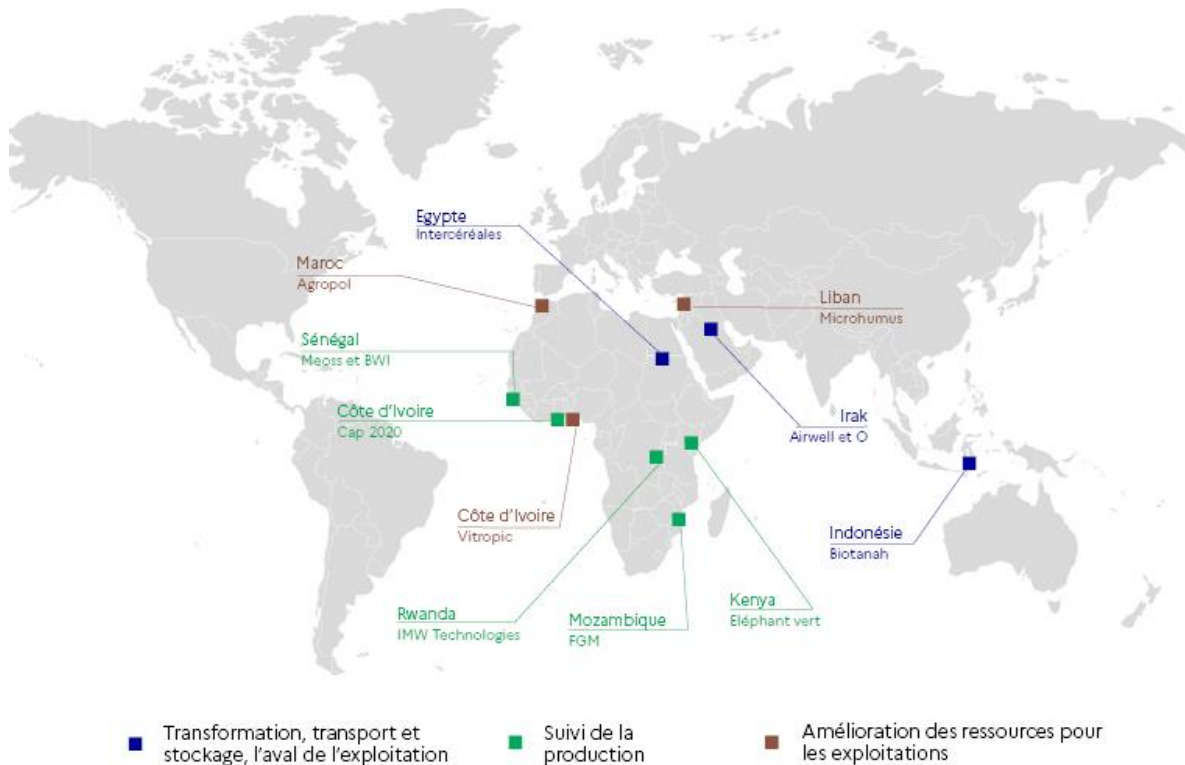 Egypte
Intercéréales
Maroc
Agropol
Liban
Microhumus
Sénégal
Meoss et BWI
Côte d'Ivoire
Cap 2020
Irak
Airwell et O
Côte d'Ivoire
Vitropic
Indonésie
Biotanah
Rwanda
IMW Technologies
Mozambique
FGM
Kenya
Eléphant vert
Transformation, transport et
stockage, l'aval de l'exploitation
Suivi de la
production
Amélioration des ressources pour
les exploitations